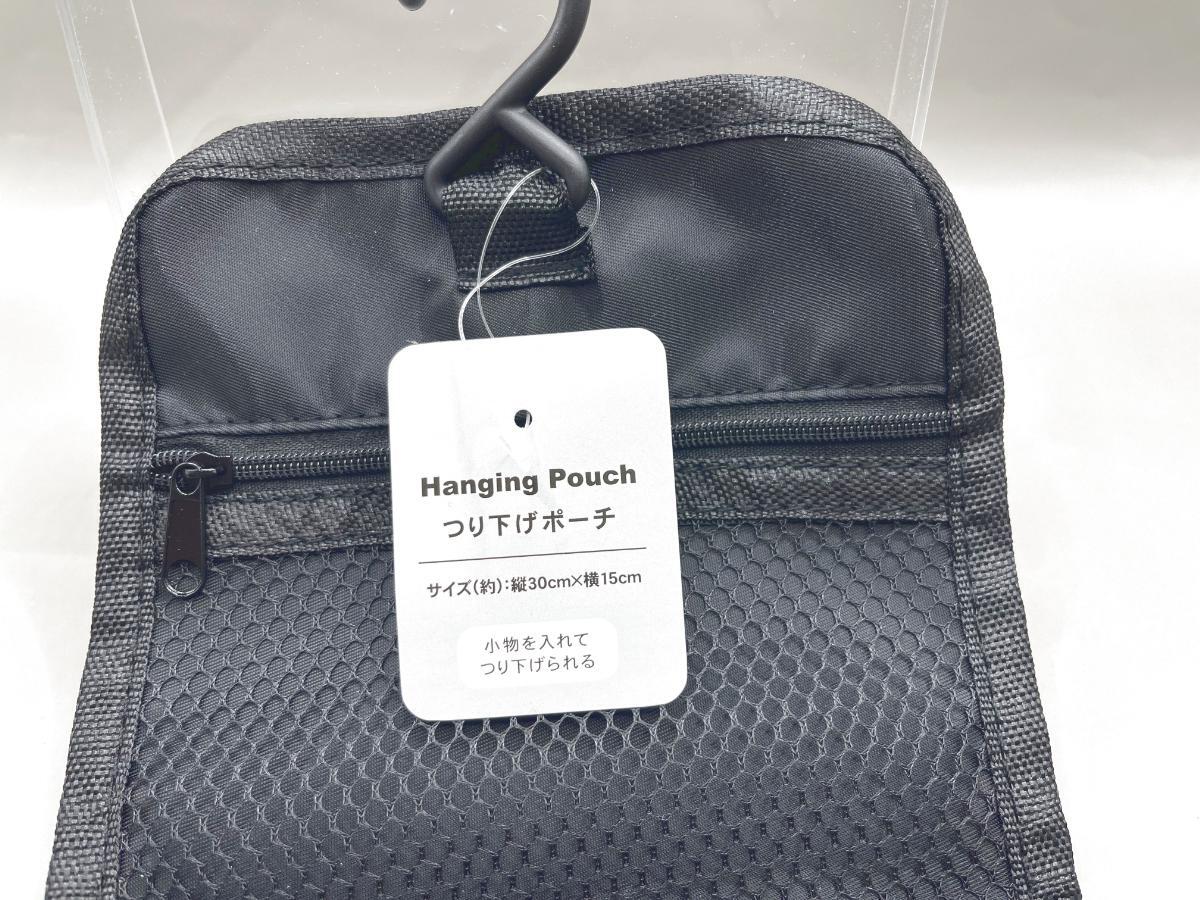 Hanging Pouch
つり下げポーチ
サイズ(約):縦30cm×横15cm
小物を入れて
つり下げられる